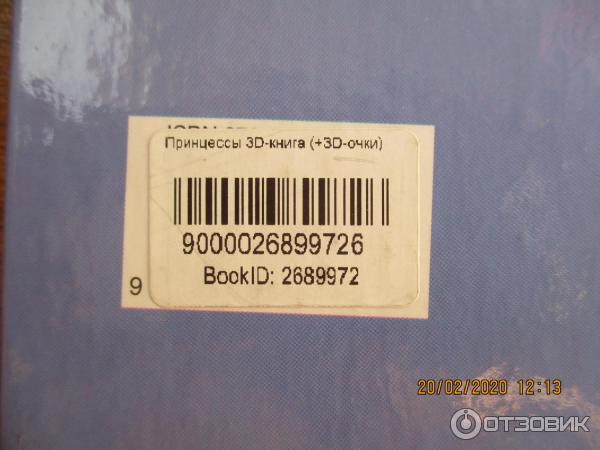 Принцессы 3D-книга (+3D-очки)
9000026899726
BookID: 2689972
9
20/02/2020 12:13
ОТЗОВИК